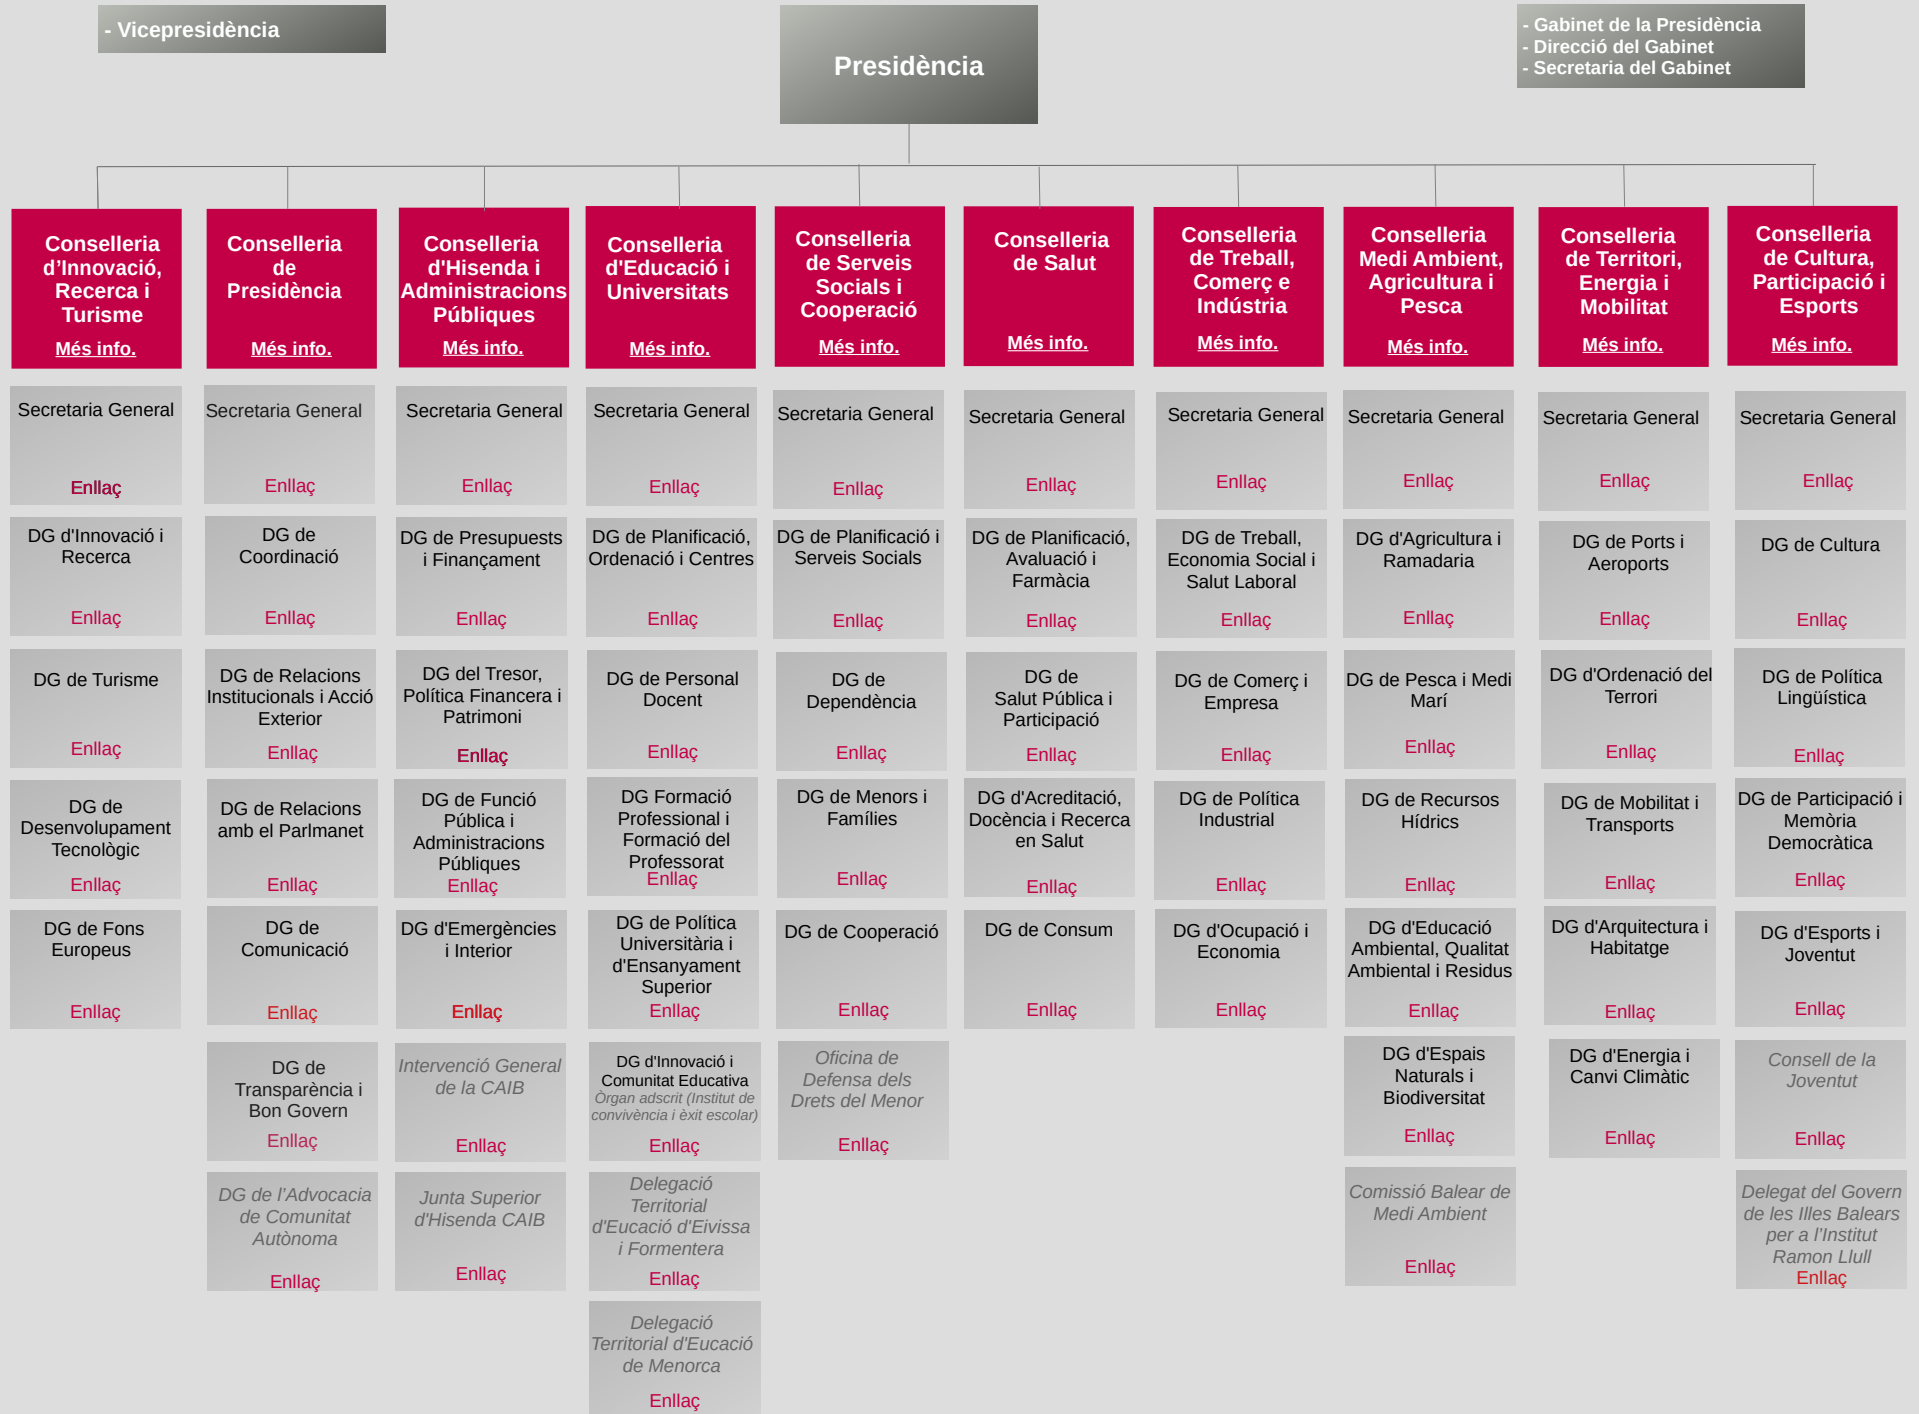 - Vicepresidència
Presidència
- Gabinet de la Presidència
- Direcció del Gabinet
- Secretaria del Gabinet
Conselleria
d’Innovació,
Recerca i
Turisme
Més info.
Secretaria General
Enllaç
DG d'Innovació i
Recerca
Enllaç
DG de Turisme
Enllaç
DG de
Desenvolupament
Tecnològic
Enllaç
DG de Fons
Europeus
Enllaç
Conselleria
de
Presidència
Més info.
Secretaria General
Enllaç
DG de
Coordinació
Enllaç
DG de Relacions
Institucionals i Acció
Exterior
Enllaç
DG de Relacions
amb el Parlmanet
Enllaç
DG de
Comunicació
Enllaç
DG de
Transparència i
Bon Govern
Enllaç
DG de l’Advocacia
de Comunitat
Autònoma
Enllaç
Conselleria
d'Hisenda i
Administracions
Públiques
Més info.
Secretaria General
Enllaç
DG de Presupuests
i Finançament
Enllaç
DG del Tresor,
Política Financera i
Patrimoni
Enllaç
DG de Funció
Pública i
Administracions
Públiques
Enllaç
DG d'Emergències
i Interior
Enllaç
Intervenció General
de la CAIB
Enllaç
Junta Superior
d'Hisenda CAIB
Enllaç
Conselleria
d'Educació i
Universitats
Més info.
Secretaria General
Enllaç
DG de Planificació,
Ordenació i Centres
Enllaç
DG de Personal
Docent
Enllaç
DG Formació
Professional i
Formació del
Professorat
Enllaç
DG de Política
Universitària i
d'Ensanyament
Superior
Enllaç
DG d'Innovació i
Comunitat Educativa
Òrgan adscrit (Institut de
convivència i èxit escolar)
Enllaç
Delegació
Territorial
d'Eucació d'Eivissa
i Formentera
Enllaç
Delegació
Territorial d'Eucació
de Menorca
Enllaç
Conselleria
de Serveis
Socials i
Cooperació
Més info.
Secretaria General
Enllaç
DG de Planificació i
Serveis Socials
Enllaç
DG de
Dependència
Enllaç
DG de Menors i
Famílies
Enllaç
DG de Cooperació
Enllaç
Oficina de
Defensa dels
Drets del Menor
Enllaç
Conselleria
de Salut
Més info.
Secretaria General
Enllaç
DG de Planificació,
Avaluació i
Farmàcia
Enllaç
DG de
Salut Pública i
Participació
Enllaç
DG d'Acreditació,
Docència i Recerca
en Salut
Enllaç
DG de Consum
Enllaç
Conselleria
de Treball,
Comerç e
Indústria
Més info.
Secretaria General
Enllaç
DG de Treball,
Economia Social i
Salut Laboral
Enllaç
DG de Comerç i
Empresa
Enllaç
DG de Política
Industrial
Enllaç
DG d'Ocupació i
Economia
Enllaç
Conselleria
Medi Ambient,
Agricultura i
Pesca
Més info.
Secretaria General
Enllaç
DG d'Agricultura i
Ramadaria
Enllaç
DG de Pesca i Medi
Marí
Enllaç
DG de Recursos
Hídrics
Enllaç
DG d'Educació
Ambiental, Qualitat
Ambiental i Residus
Enllaç
DG d'Espais
Naturals i
Biodiversitat
Enllaç
Comissió Balear de
Medi Ambient
Enllaç
Conselleria
de Territori,
Energia i
Mobilitat
Més info.
Secretaria General
Enllaç
DG de Ports i
Aeroports
Enllaç
DG d'Ordenació del
Terrori
Enllaç
DG de Mobilitat i
Transports
Enllaç
DG d'Arquitectura i
Habitatge
Enllaç
DG d'Energia i
Canvi Climàtic
Enllaç
Conselleria
de Cultura,
Participació i
Esports
Més info.
Secretaria General
Enllaç
DG de Cultura
Enllaç
DG de Política
Lingüística
Enllaç
DG de Participació i
Memòria
Democràtica
Enllaç
DG d'Esports i
Joventut
Enllaç
Consell de la
Joventut
Enllaç
Delegat del Govern
de les Illes Balears
per a l’Institut
Ramon Llull
Enllaç